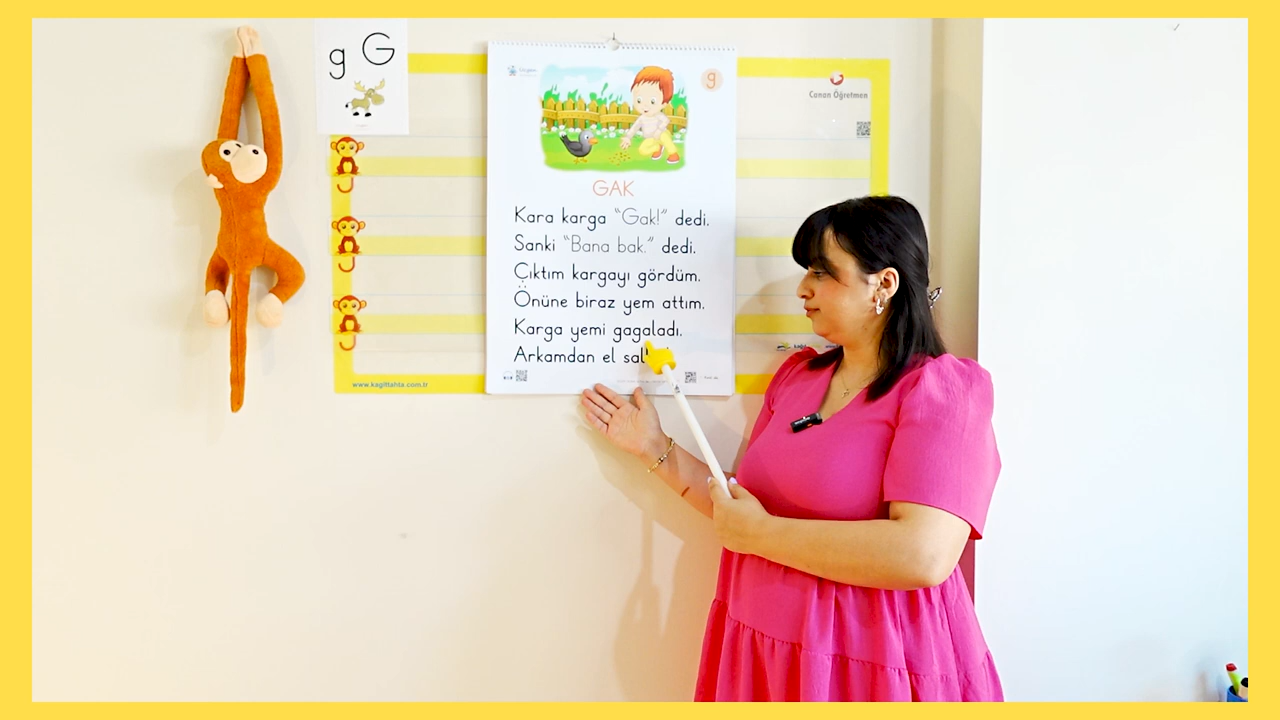 g G
g
Canan Öğretmen
GAK
Kara karga “Gak!” dedi.
Sanki “Bana bak.” dedi.
Çıktım kargayı gördüm.
Önüne biraz yem attım.
Karga yemi gagaladı.
Arkamdan el
www.kagittahta.com.tr